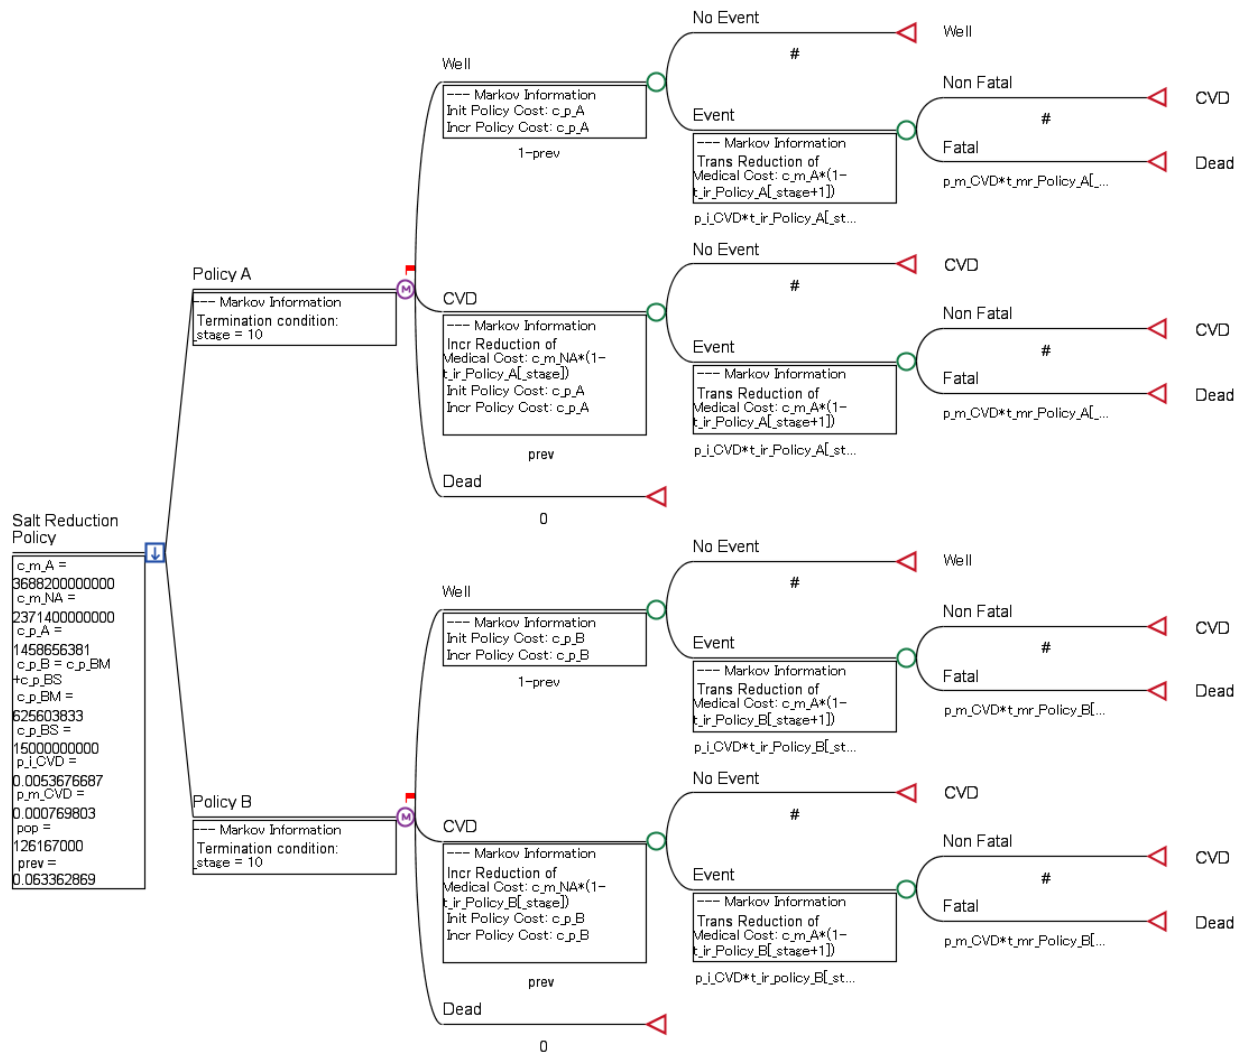 Salt Reduction
Policy
c_m_A =
3688200000000
c_m_NA =
2371400000000
c_p_A =
1458656381
c_p_B = c_p_BM
+c_p_BS
c_p_BM =
625603833
c_p_BS =
15000000000
p_i_CVD =
0.0053676687
p_m_CVD =
0.000769803
pop =
126167000
prev =
0.063362869
Policy A
--- Markov Information
Termination condition:
_stage = 10
Well
--- Markov Information
Init Policy Cost: c_p_A
Incr Policy Cost: c_p_A
1-prev
No Event
#
Well
Event
--- Markov Information
Trans Reduction of
Medical Cost: c_m_A*(1-
t_ir_Policy_A[_stage+1])
p_i_CVD*t_ir_Policy_A[_st...
Non Fatal
#
CVD
Fatal
p_m_CVD*t_mr_Policy_A[_...
Dead
CVD
--- Markov Information
Incr Reduction of
Medical Cost: c_m_NA*(1-
t_ir_Policy_A[_stage])
Init Policy Cost: c_p_A
Incr Policy Cost: c_p_A
prev
No Event
#
CVD
Event
--- Markov Information
Trans Reduction of
Medical Cost: c_m_A*(1-
t_ir_Policy_A[_stage+1])
p_i_CVD*t_ir_Policy_A[_st...
Non Fatal
#
CVD
Fatal
p_m_CVD*t_mr_Policy_A[_...
Dead
Dead
0
Policy B
--- Markov Information
Termination condition:
_stage = 10
Well
--- Markov Information
Init Policy Cost: c_p_B
Incr Policy Cost: c_p_B
1-prev
No Event
#
Well
Event
--- Markov Information
Trans Reduction of
Medical Cost: c_m_A*(1-
t_ir_Policy_B[_stage+1])
p_i_CVD*t_ir_Policy_B[_st...
Non Fatal
#
CVD
Fatal
p_m_CVD*t_mr_Policy_B[_...
Dead
CVD
--- Markov Information
Incr Reduction of
Medical Cost: c_m_NA*(1-
t_ir_Policy_B[_stage])
Init Policy Cost: c_p_B
Incr Policy Cost: c_p_B
prev
No Event
#
CVD
Event
--- Markov Information
Trans Reduction of
Medical Cost: c_m_A*(1-
t_ir_Policy_B[_stage+1])
p_i_CVD*t_ir_policy_B[_st...
Non Fatal
#
CVD
Fatal
p_m_CVD*t_mr_Policy_B[_...
Dead
Dead
0